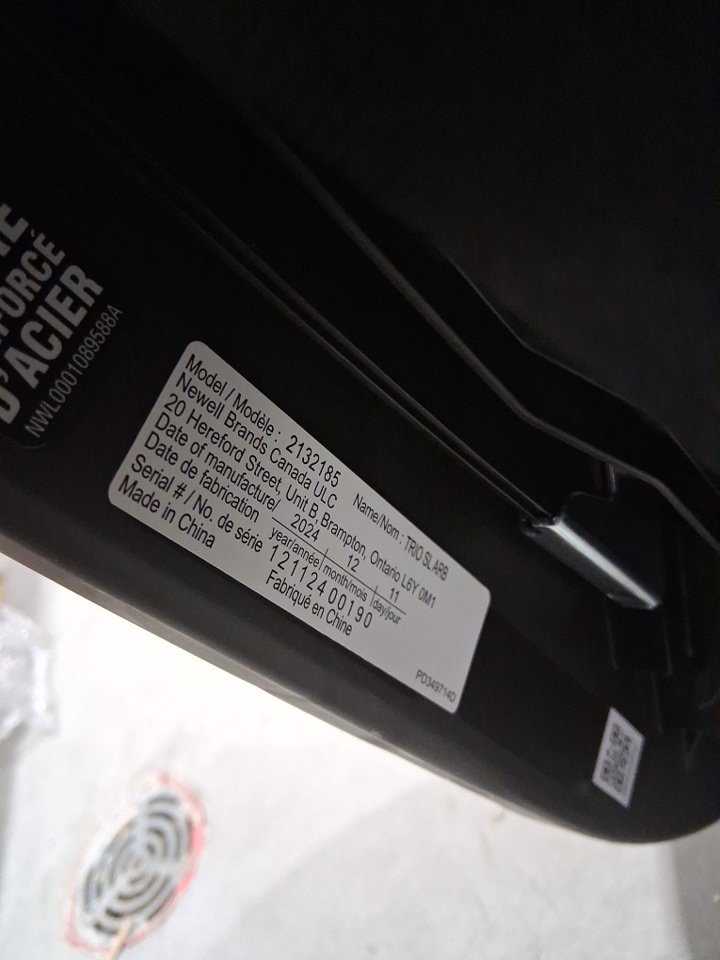 D'ACIER
NWL0001089588A
Model / Modèle : 2132185 Name/Nom : TRIO SL ARB
Newell Brands Canada ULC
20 Hereford Street, Unit B, Brampton, Ontario L6Y 0M1
Date of manufacture/ 2024 12 11
Date de fabrication year/année month/mois day/jour
Serial # / No. de série 121124 00190
Made in China Fabriqué en Chine
PD349714D